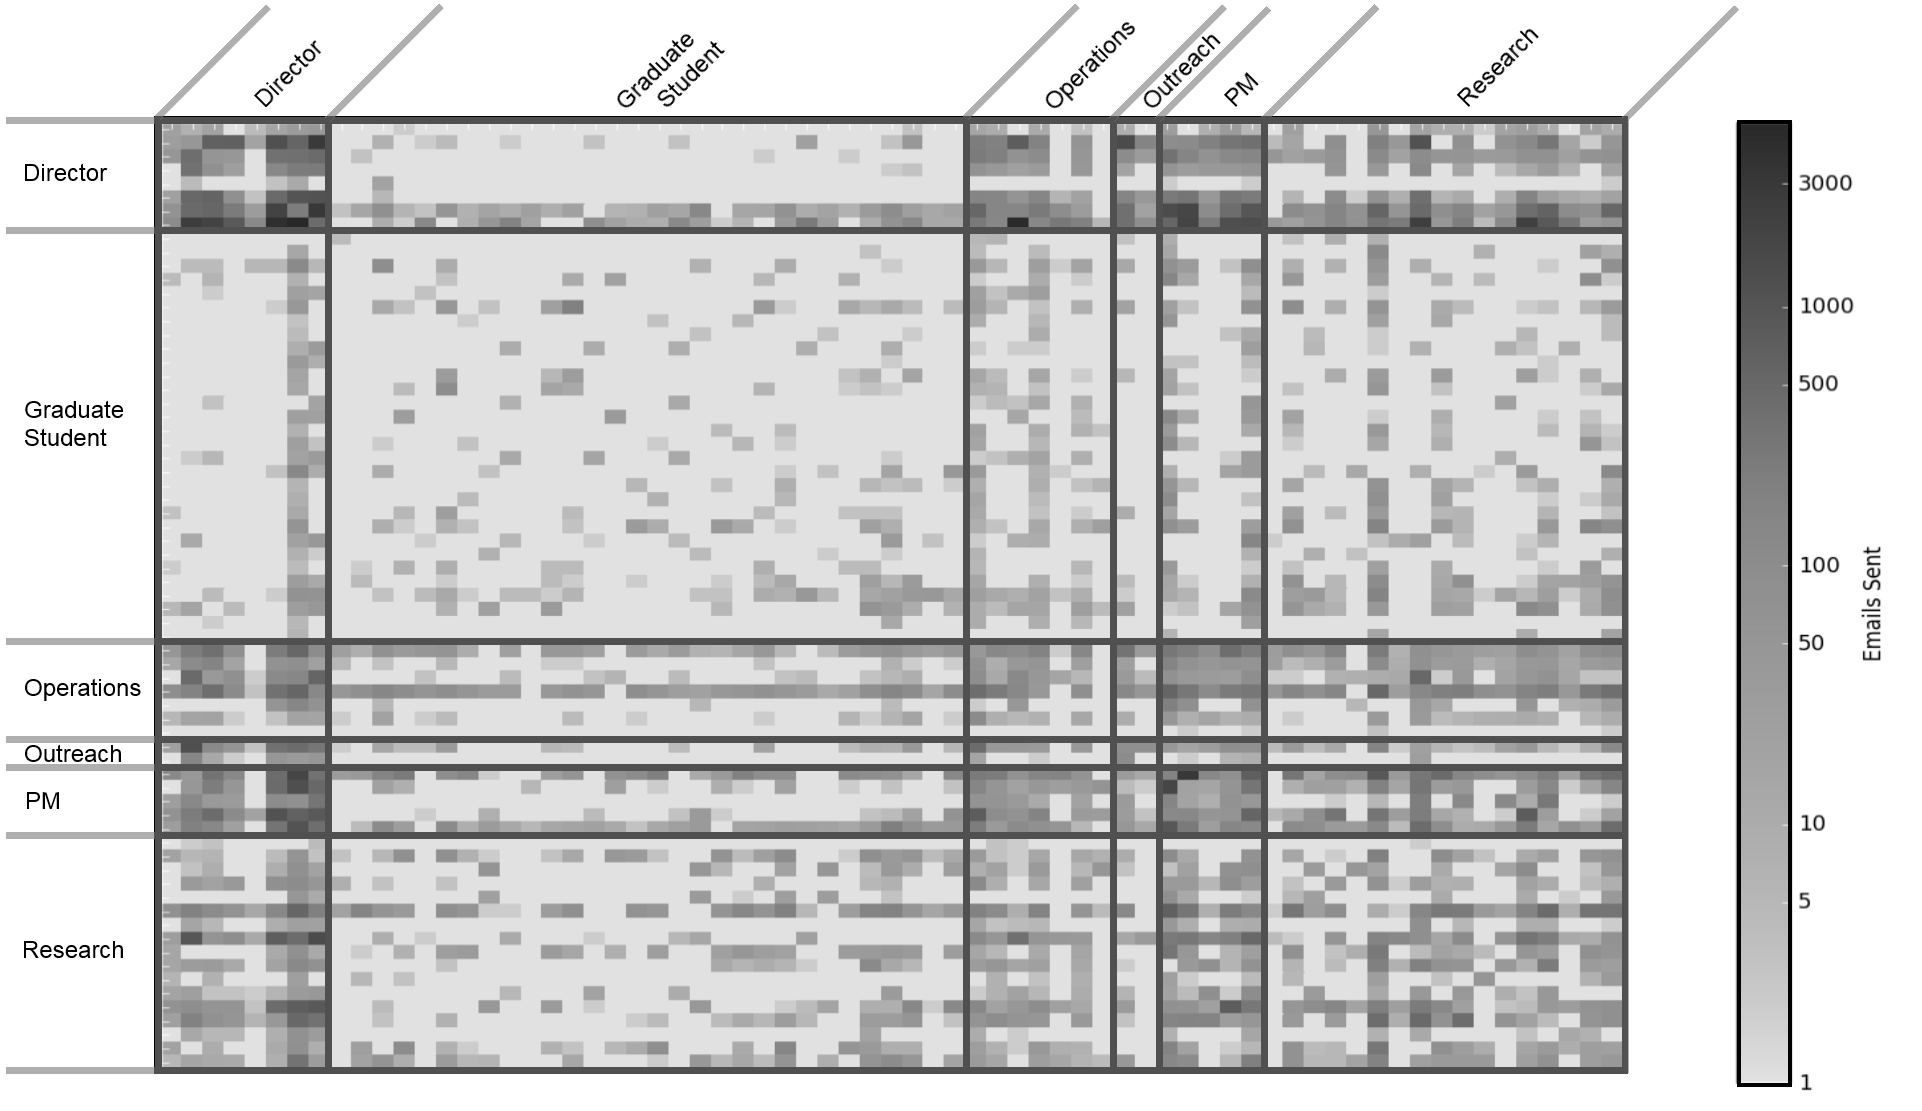 Director
Graduate
Student
Operations
Outreach
PM
Research
Director
Graduate
Student
Operations
Outreach
PM
Research
3000
1000
500
100
50
10
5
1
Emails Sent